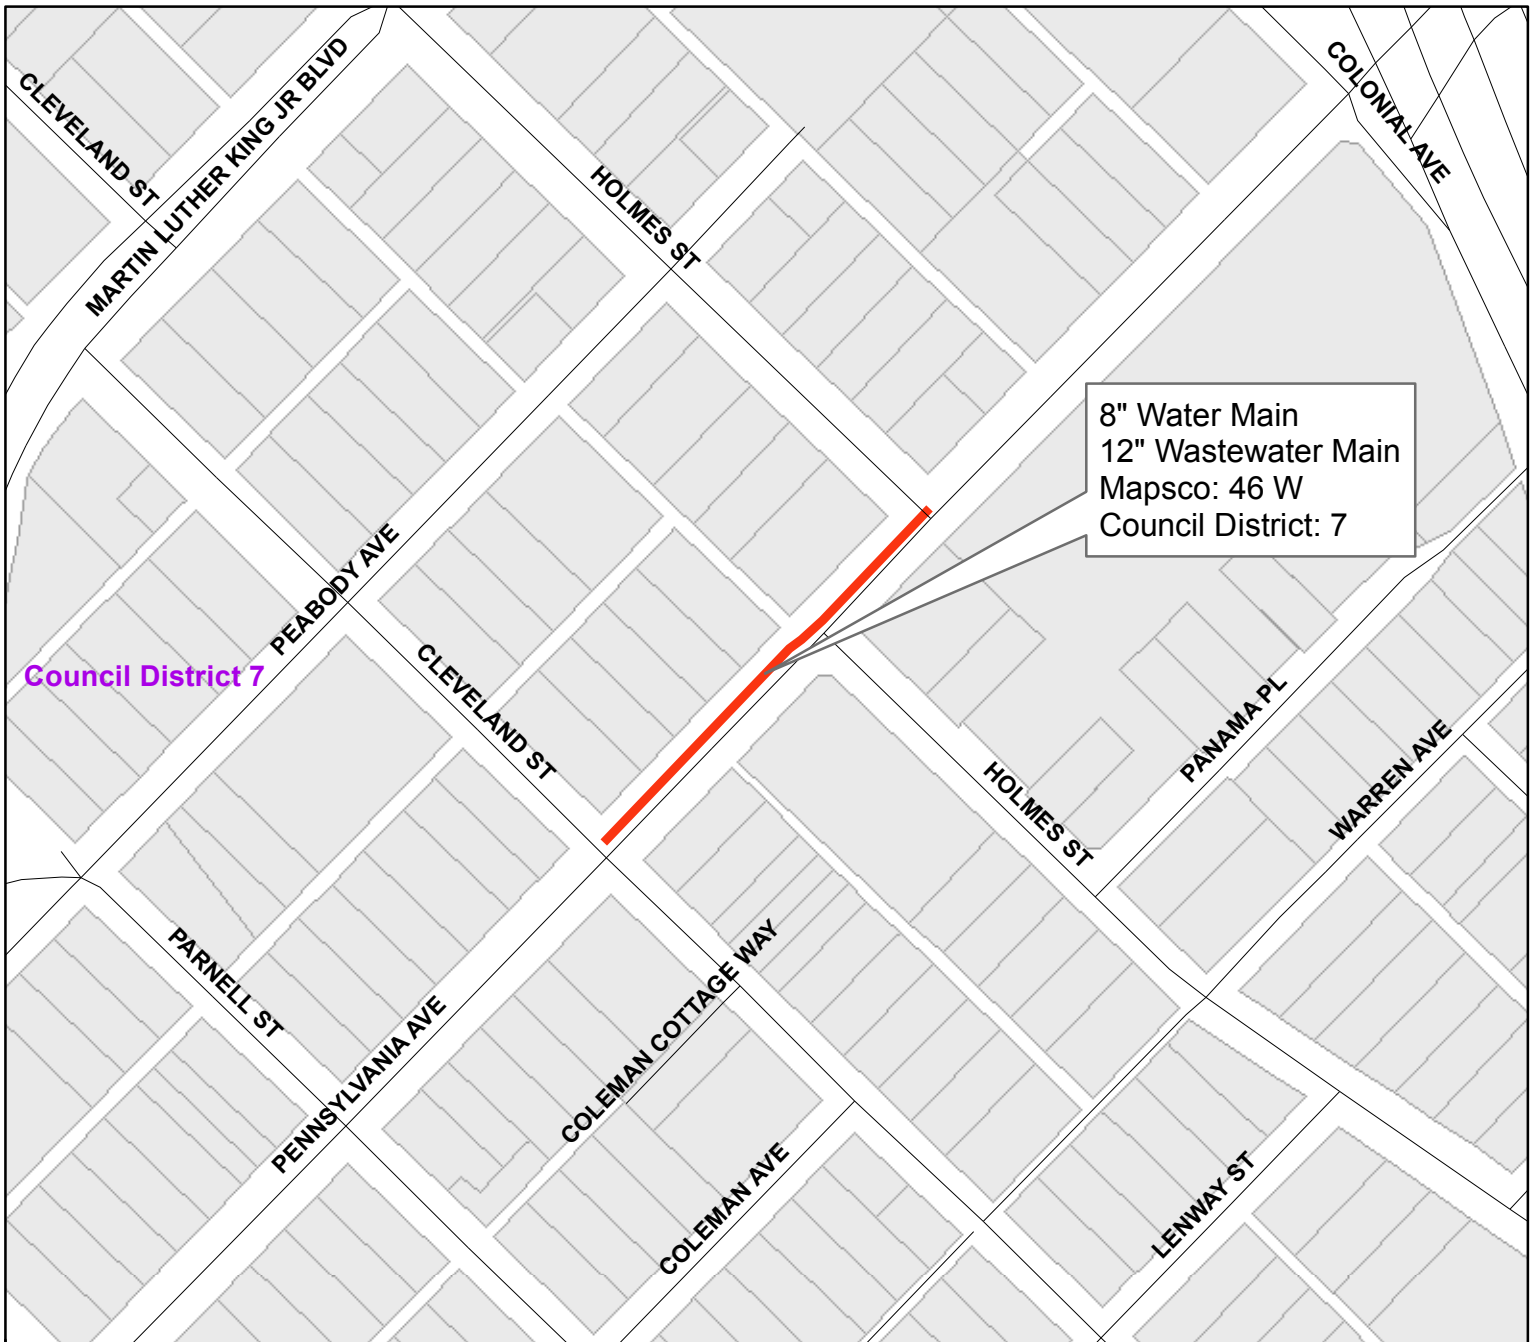 CLEVELAND ST
MARTIN LUTHER KING JR BLVD
COLONIAL AVE
HOLMES ST
8" Water Main
12" Wastewater Main
Mapsco: 46 W
Council District: 7
PEABODY AVE
Council District 7
CLEVELAND ST
PANAMA PL
WARREN AVE
HOLMES ST
PARNELL ST
COLEMAN COTTAGE WAY
PENNSYLVANIA AVE
COLEMAN AVE
LENWAY ST